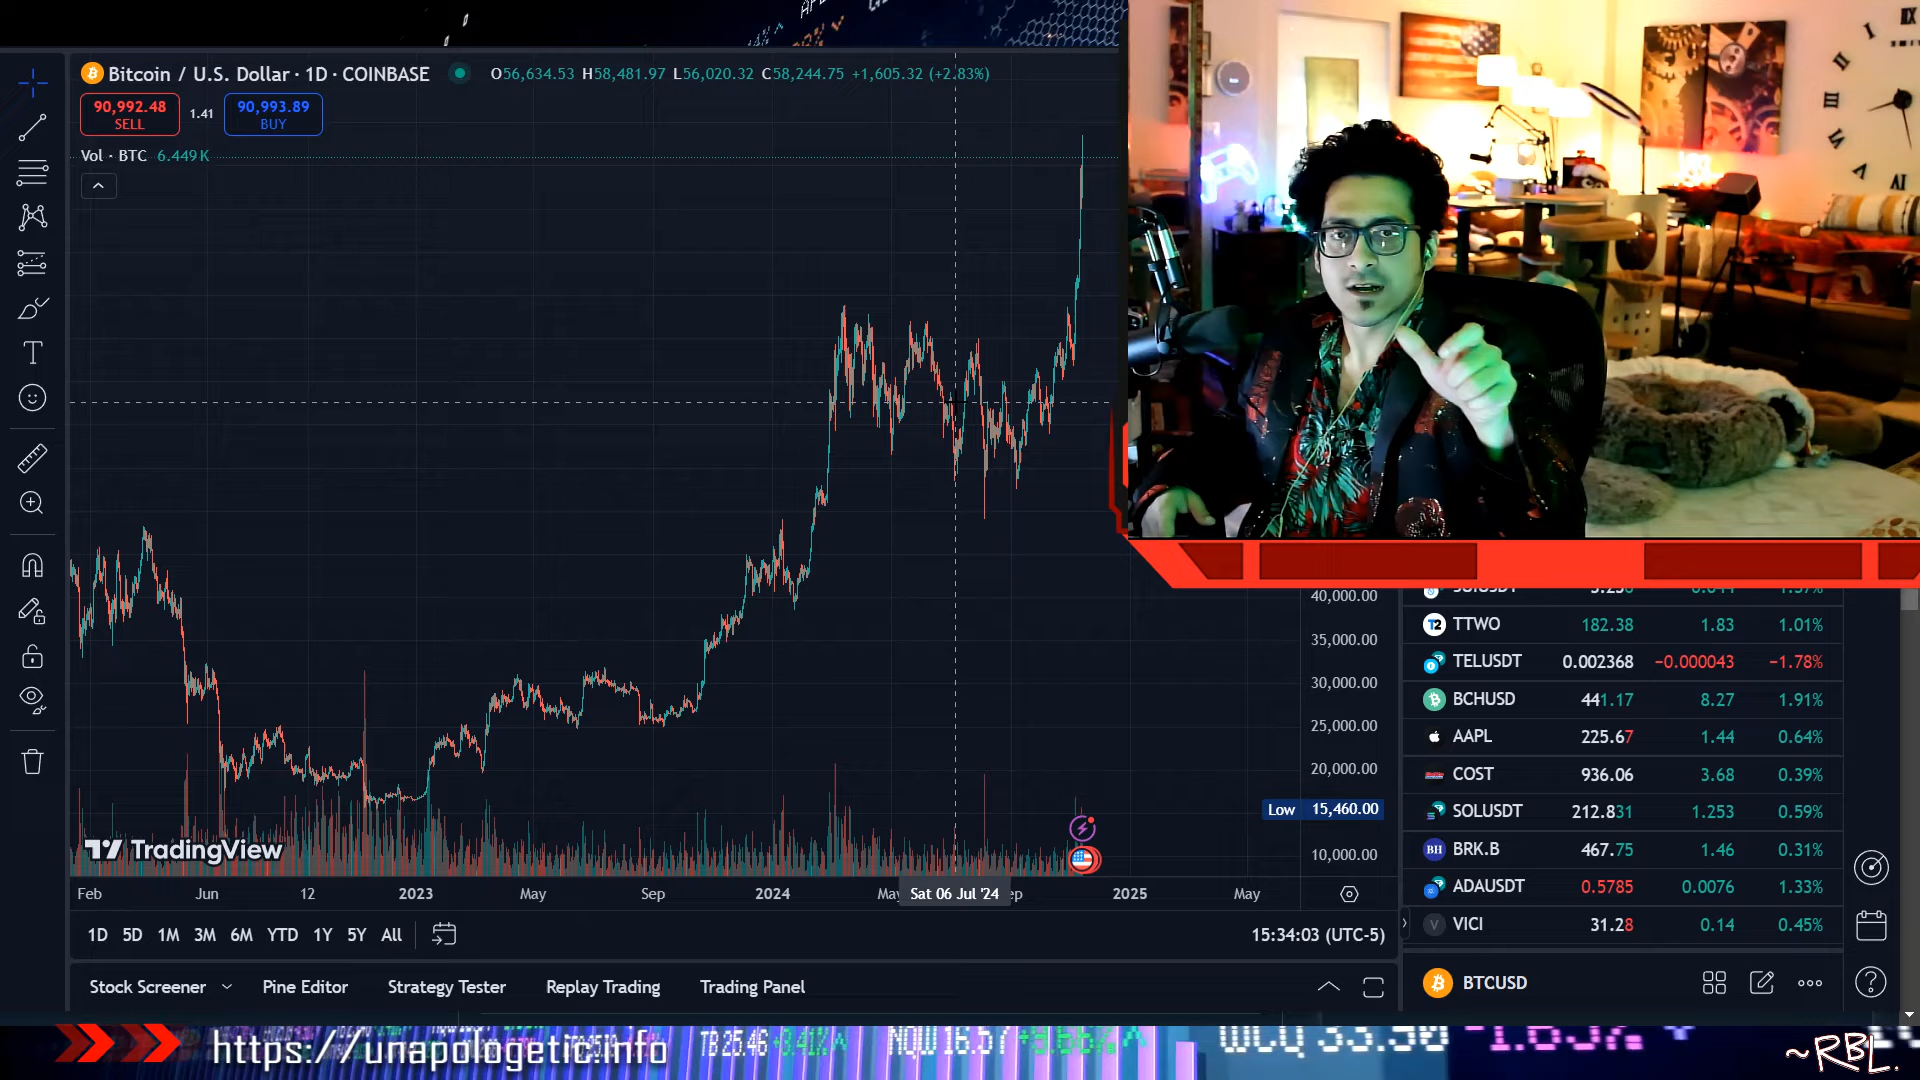 Bitcoin / U.S. Dollar · 1D · COINBASE
O56,634.53 H58,481.97 L56,020.32 C58,244.75 +1,605.32 (+2.83%)
90,992.48 1.41 90,993.89
SELL BUY
Vol · BTC 6.449K
40,000.00
35,000.00
30,000.00
25,000.00
20,000.00
Low 15,460.00
10,000.00
TradingView
Feb Jun 12 2023 May Sep 2024 Sat 06 Jul '24 2025 May
1D 5D 1M 3M 6M YTD 1Y 5Y All
15:34:03 (UTC-5)
Stock Screener Pine Editor Strategy Tester Replay Trading Trading Panel
TTWO 182.38 1.83 1.01%
TELUSDT 0.002368 −0.000043 −1.78%
BCHUSD 441.17 8.27 1.91%
AAPL 225.67 1.44 0.64%
COST 936.06 3.68 0.39%
SOLUSDT 212.831 1.253 0.59%
BH BRK.B 467.75 1.46 0.31%
ADAUSDT 0.5785 0.0076 1.33%
V VICI 31.28 0.14 0.45%
BTCUSD
https://unapologetic.info
TB 25.46
~RBL.